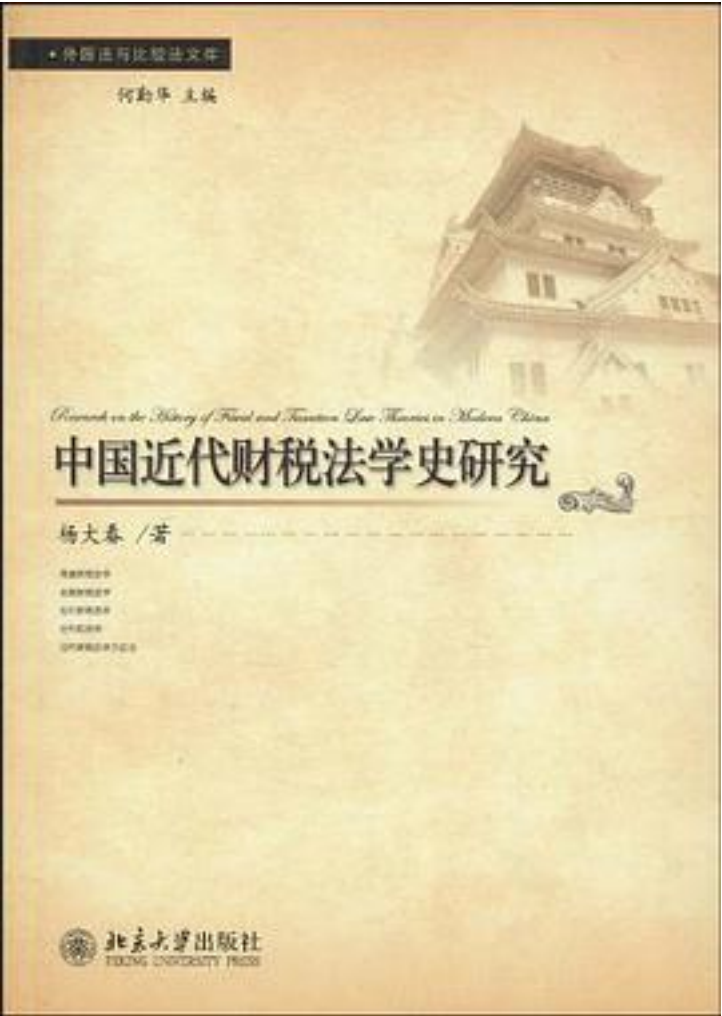 ·外国法与比较法文库
何勤华 主编
Research on the History of Fiscal and Taxation Law Theories in Modern China
中国近代财税法学史研究
杨大春 /著
北京大学出版社
PEKING UNIVERSITY PRESS